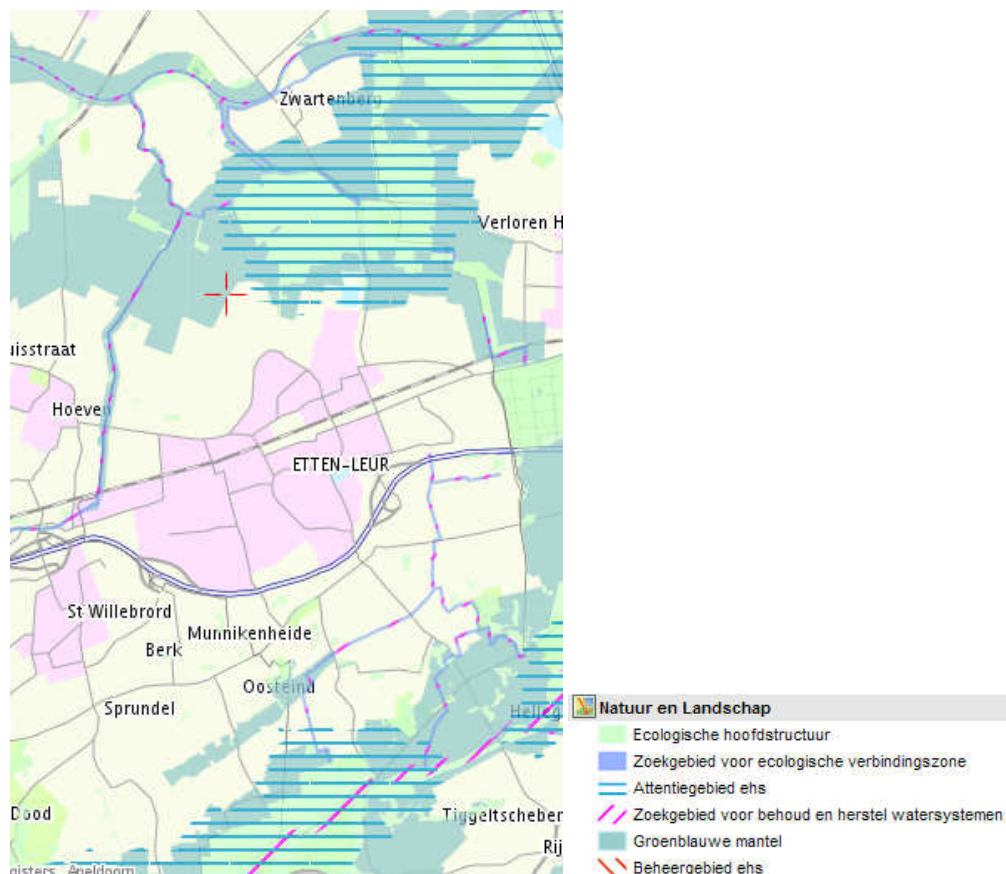 Zwartenberg
Verloren H
uisstraat
Hoeven
ETTEN-LEUR
St Willebrord
Munnikenheide
Berk
Oosteind
Sprundel
Helleg
Dood
Tiggeltscheber
Rij
gisters, Apeldoorn
Natuur en Landschap
Ecologische hoofdstructuur
Zoekgebied voor ecologische verbindingszone
Attentiegebied ehs
Zoekgebied voor behoud en herstel watersystemen
Groenblauwe mantel
Beheergebied ehs